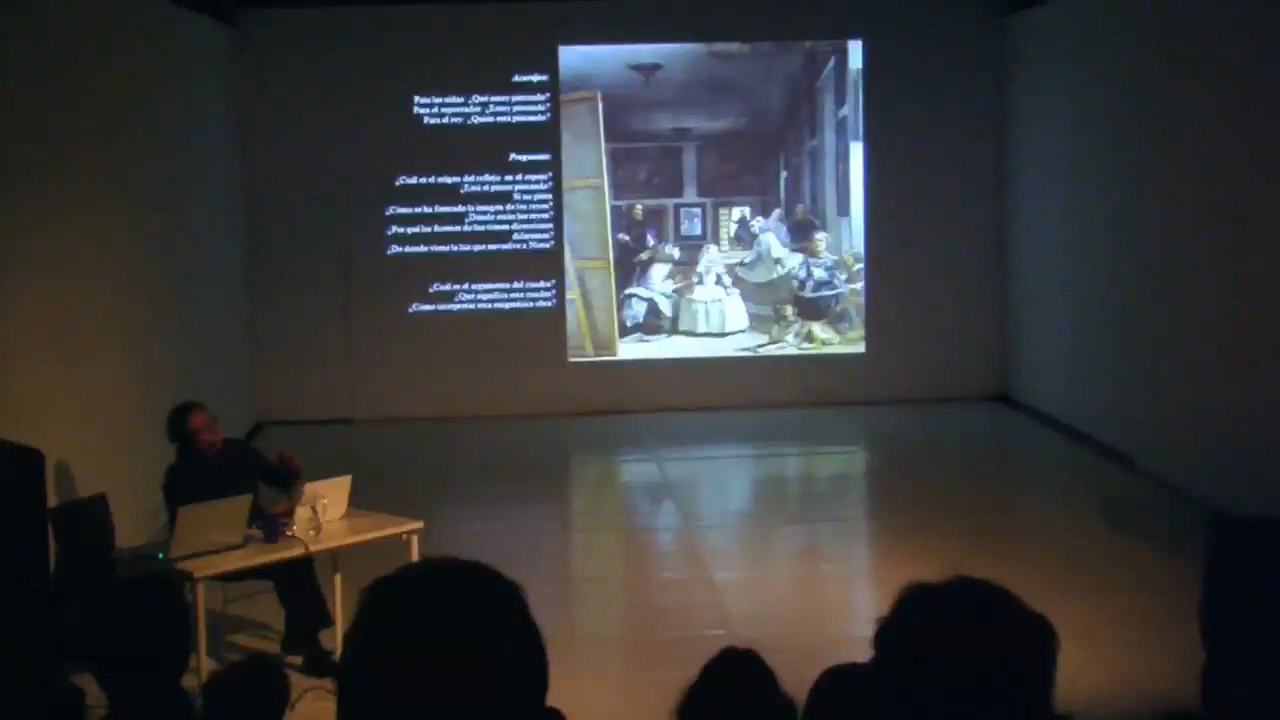 Acertijos:
Para las niñas ¿Qué estoy pintando?
Para el espectador ¿Estoy pintando?
Para el rey ¿Quién está pintando?
Preguntas:
¿Cuál es el origen del reflejo en el espejo?
¿Está el pintor pintando?
Si no pinta
¿Cómo se ha formado la imagen de los reyes?
¿Dónde están los reyes?
¿Por qué las fuentes de luz tienen direcciones
diferentes?
¿De donde viene la luz que envuelve a Nieto?
¿Cuál es el argumento del cuadro?
¿Qué significa este cuadro?
¿Cómo interpretar esta enigmática obra?